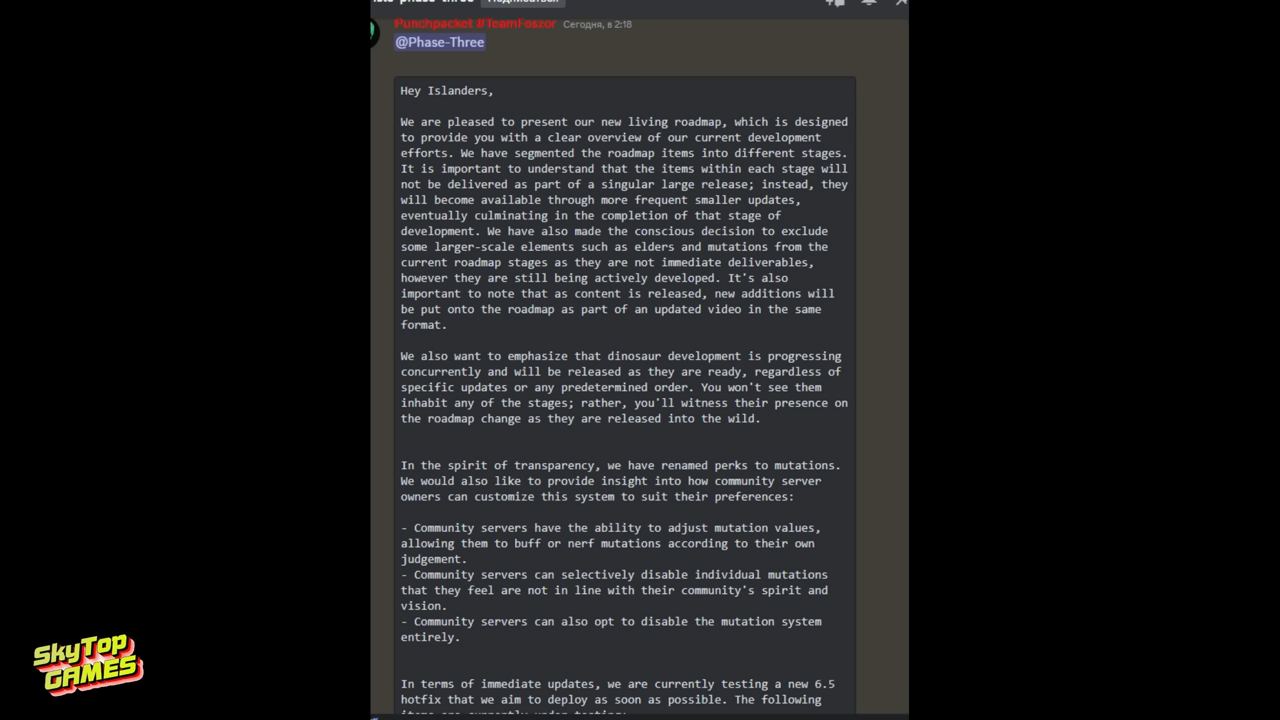 Punchpacket #TeamFoszor Сегодня, в 2:18
@Phase-Three
Hey Islanders,
We are pleased to present our new living roadmap, which is designed
to provide you with a clear overview of our current development
efforts. We have segmented the roadmap items into different stages.
It is important to understand that the items within each stage will
not be delivered as part of a singular large release; instead, they
will become available through more frequent smaller updates,
eventually culminating in the completion of that stage of
development. We have also made the conscious decision to exclude
some larger-scale elements such as elders and mutations from the
current roadmap stages as they are not immediate deliverables,
however they are still being actively developed. It's also
important to note that as content is released, new additions will
be put onto the roadmap as part of an updated video in the same
format.
We also want to emphasize that dinosaur development is progressing
concurrently and will be released as they are ready, regardless of
specific updates or any predetermined order. You won't see them
inhabit any of the stages; rather, you'll witness their presence on
the roadmap change as they are released into the wild.
In the spirit of transparency, we have renamed perks to mutations.
We would also like to provide insight into how community server
owners can customize this system to suit their preferences:
- Community servers have the ability to adjust mutation values,
allowing them to buff or nerf mutations according to their own
judgement.
- Community servers can selectively disable individual mutations
that they feel are not in line with their community's spirit and
vision.
- Community servers can also opt to disable the mutation system
entirely.
In terms of immediate updates, we are currently testing a new 6.5
hotfix that we aim to deploy as soon as possible. The following
SkyTop
GAMES